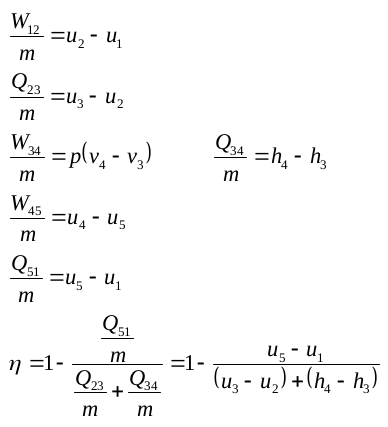 W₁₂/m = u₂ − u₁
Q₂₃/m = u₃ − u₂
W₃₄/m = p(v₄ − v₃) Q₃₄/m = h₄ − h₃
W₄₅/m = u₄ − u₅
Q₅₁/m = u₅ − u₁
η = 1 − (Q₅₁/m)/(Q₂₃/m + Q₃₄/m) = 1 − (u₅ − u₁)/((u₃ − u₂) + (h₄ − h₃))